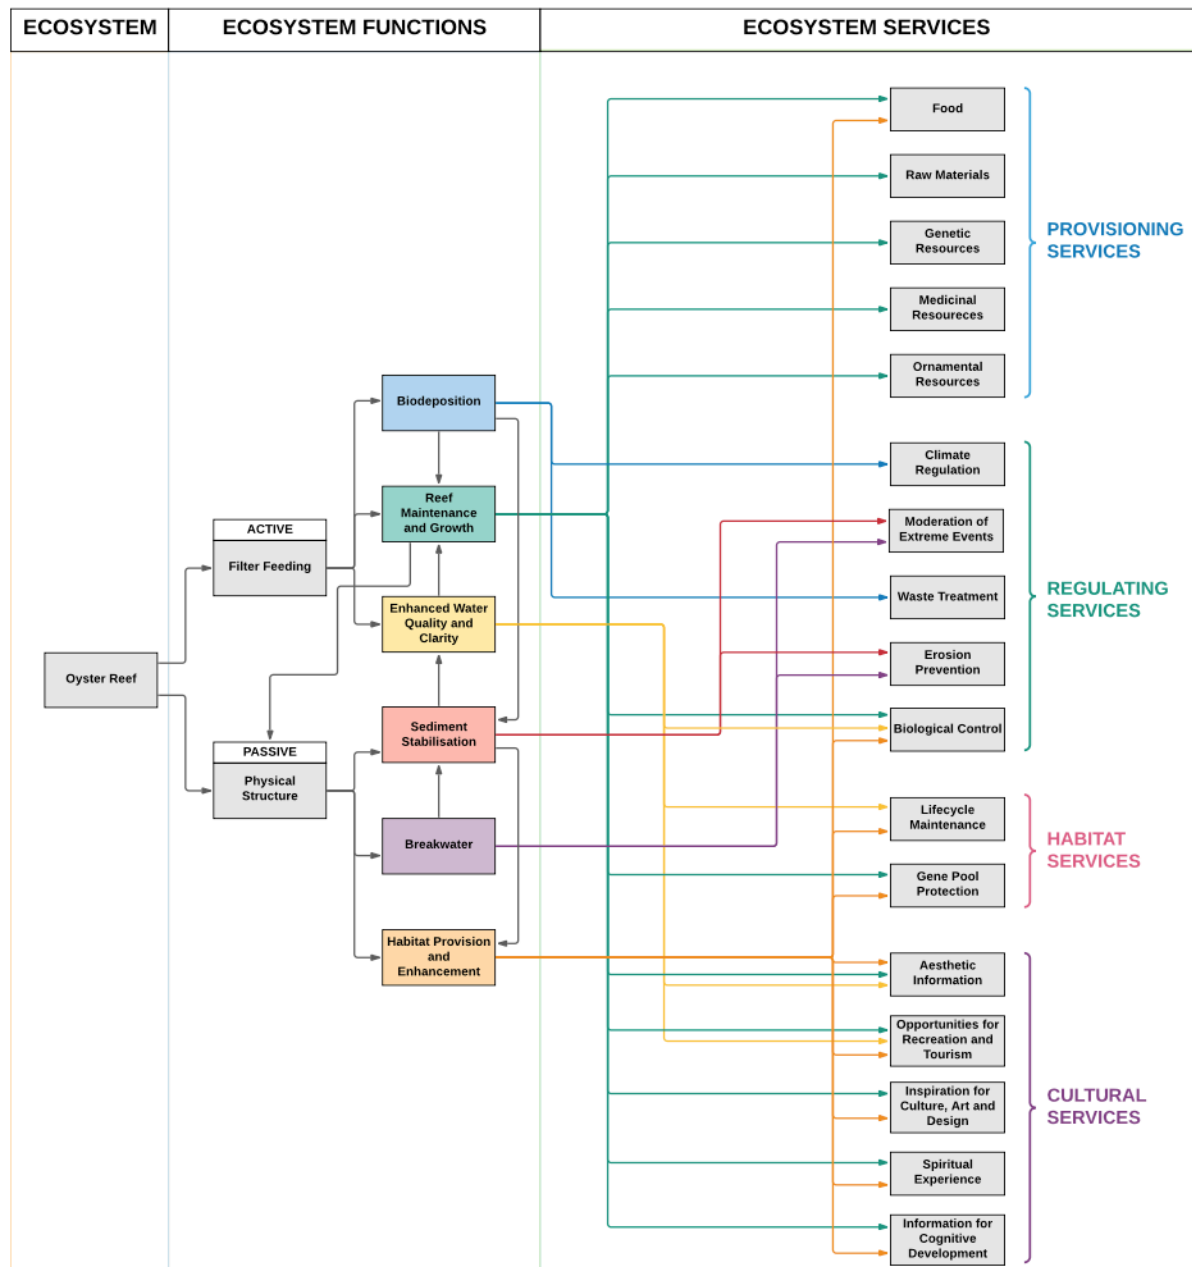 ECOSYSTEM
ECOSYSTEM FUNCTIONS
ECOSYSTEM SERVICES
Oyster Reef
ACTIVE
Filter Feeding
PASSIVE
Physical
Structure
Biodeposition
Reef
Maintenance
and Growth
Enhanced Water
Quality and
Clarity
Sediment
Stabilisation
Breakwater
Habitat Provision
and
Enhancement
Food
Raw Materials
Genetic
Resources
Medicinal
Resoureces
Ornamental
Resources
PROVISIONING
SERVICES
Climate
Regulation
Moderation of
Extreme Events
Waste Treatment
Erosion
Prevention
Biological Control
REGULATING
SERVICES
Lifecycle
Maintenance
Gene Pool
Protection
HABITAT
SERVICES
Aesthetic
Information
Opportunities for
Recreation and
Tourism
Inspiration for
Culture, Art and
Design
Spiritual
Experience
Information for
Cognitive
Development
CULTURAL
SERVICES